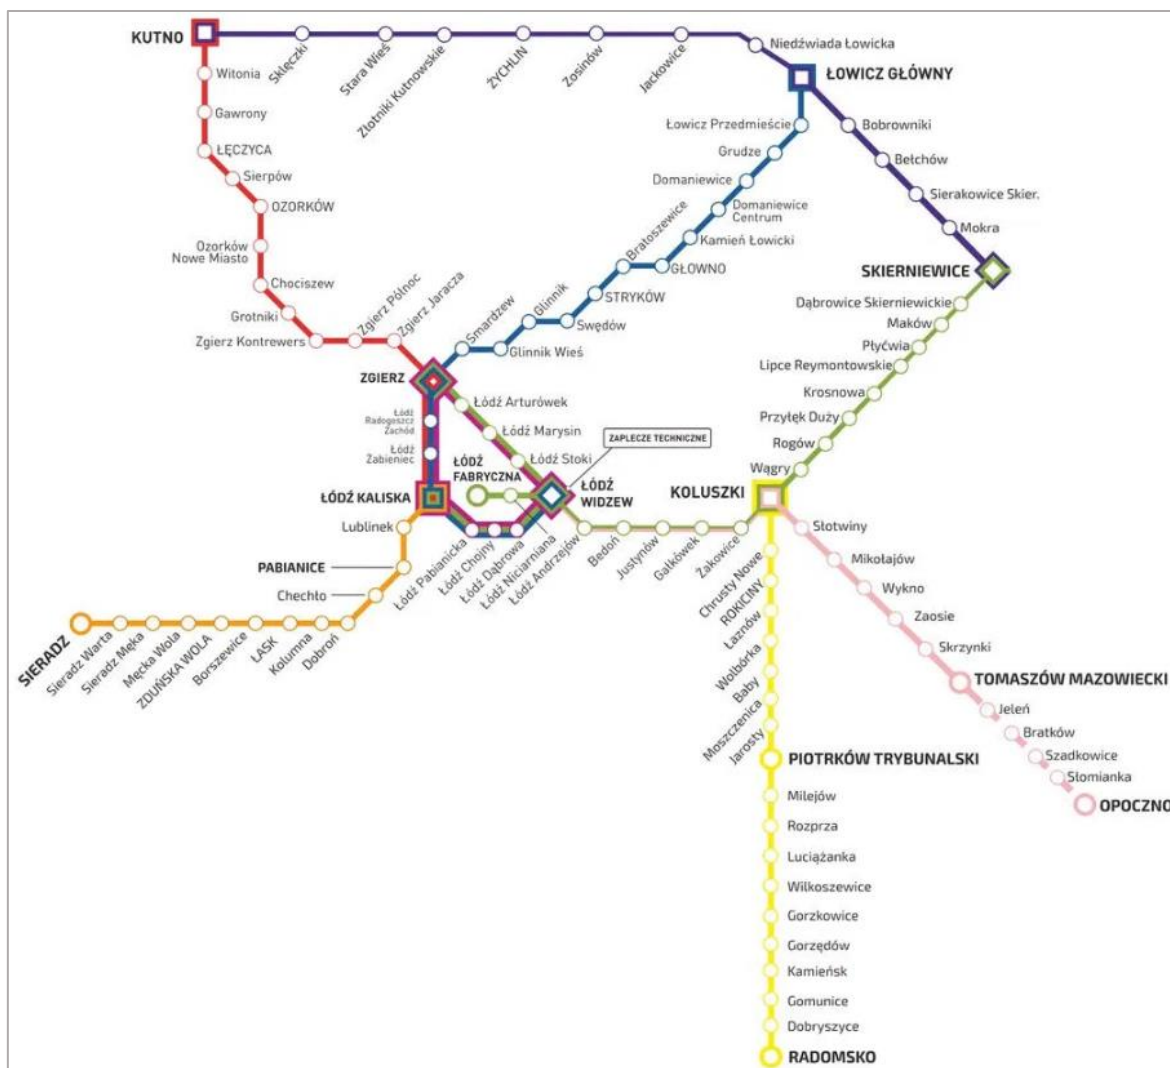 KUTNO
Sklęczki
Stara Wieś
Złotniki Kutnowskie
ŻYCHLIN
Zosinów
Jackowice
Niedźwiada Łowicka
ŁOWICZ GŁÓWNY
Witonia
Gawrony
ŁĘCZYCA
Sierpów
OZORKÓW
Ozorków
Nowe Miasto
Chociszew
Grotniki
Zgierz Kontrewers
Zgierz Północ
Zgierz Jaracza
ZGIERZ
Łowicz Przedmieście
Grudze
Domaniewice
Domaniewice
Centrum
Kamień Łowicki
GŁOWNO
Bratoszewice
STRYKÓW
Swędów
Glinnik
Glinnik Wieś
Smardzew
Bobrowniki
Bełchów
Sierakowice Skier.
Mokra
SKIERNIEWICE
Dąbrowice Skierniewickie
Maków
Płyćwia
Lipce Reymontowskie
Krosnowa
Przyłęk Duży
Rogów
Wągry
KOLUSZKI
Łódź
Radogoszcz
Zachód
Łódź
Żabieniec
ŁÓDŹ KALISKA
Łódź Arturówek
Łódź Marysin
Łódź Stoki
ZAPLECZE TECHNICZNE
ŁÓDŹ
FABRYCZNA
ŁÓDŹ
WIDZEW
Lublinek
PABIANICE
Chechło
Dobroń
Kolumna
ŁASK
Borszewice
ZDUŃSKA WOLA
Męcka Wola
Sieradz Męka
Sieradz Warta
SIERADZ
Łódź Pabianicka
Łódź Chojny
Łódź Dąbrowa
Łódź Niciarniana
Łódź Andrzejów
Bedoń
Justynów
Gałkówek
Żakowice
Słotwiny
Mikołajów
Wykno
Zaosie
Skrzynki
TOMASZÓW MAZOWIECKI
Jeleń
Bratków
Szadkowice
Słomianka
OPOCZNO
Chrusty Nowe
ROKICINY
Łaznów
Wolbórka
Baby
Moszczenica
Jarosty
PIOTRKÓW TRYBUNALSKI
Milejów
Rozprza
Luciążanka
Wilkoszewice
Gorzkowice
Gorzędów
Kamieńsk
Gomunice
Dobryszyce
RADOMSKO